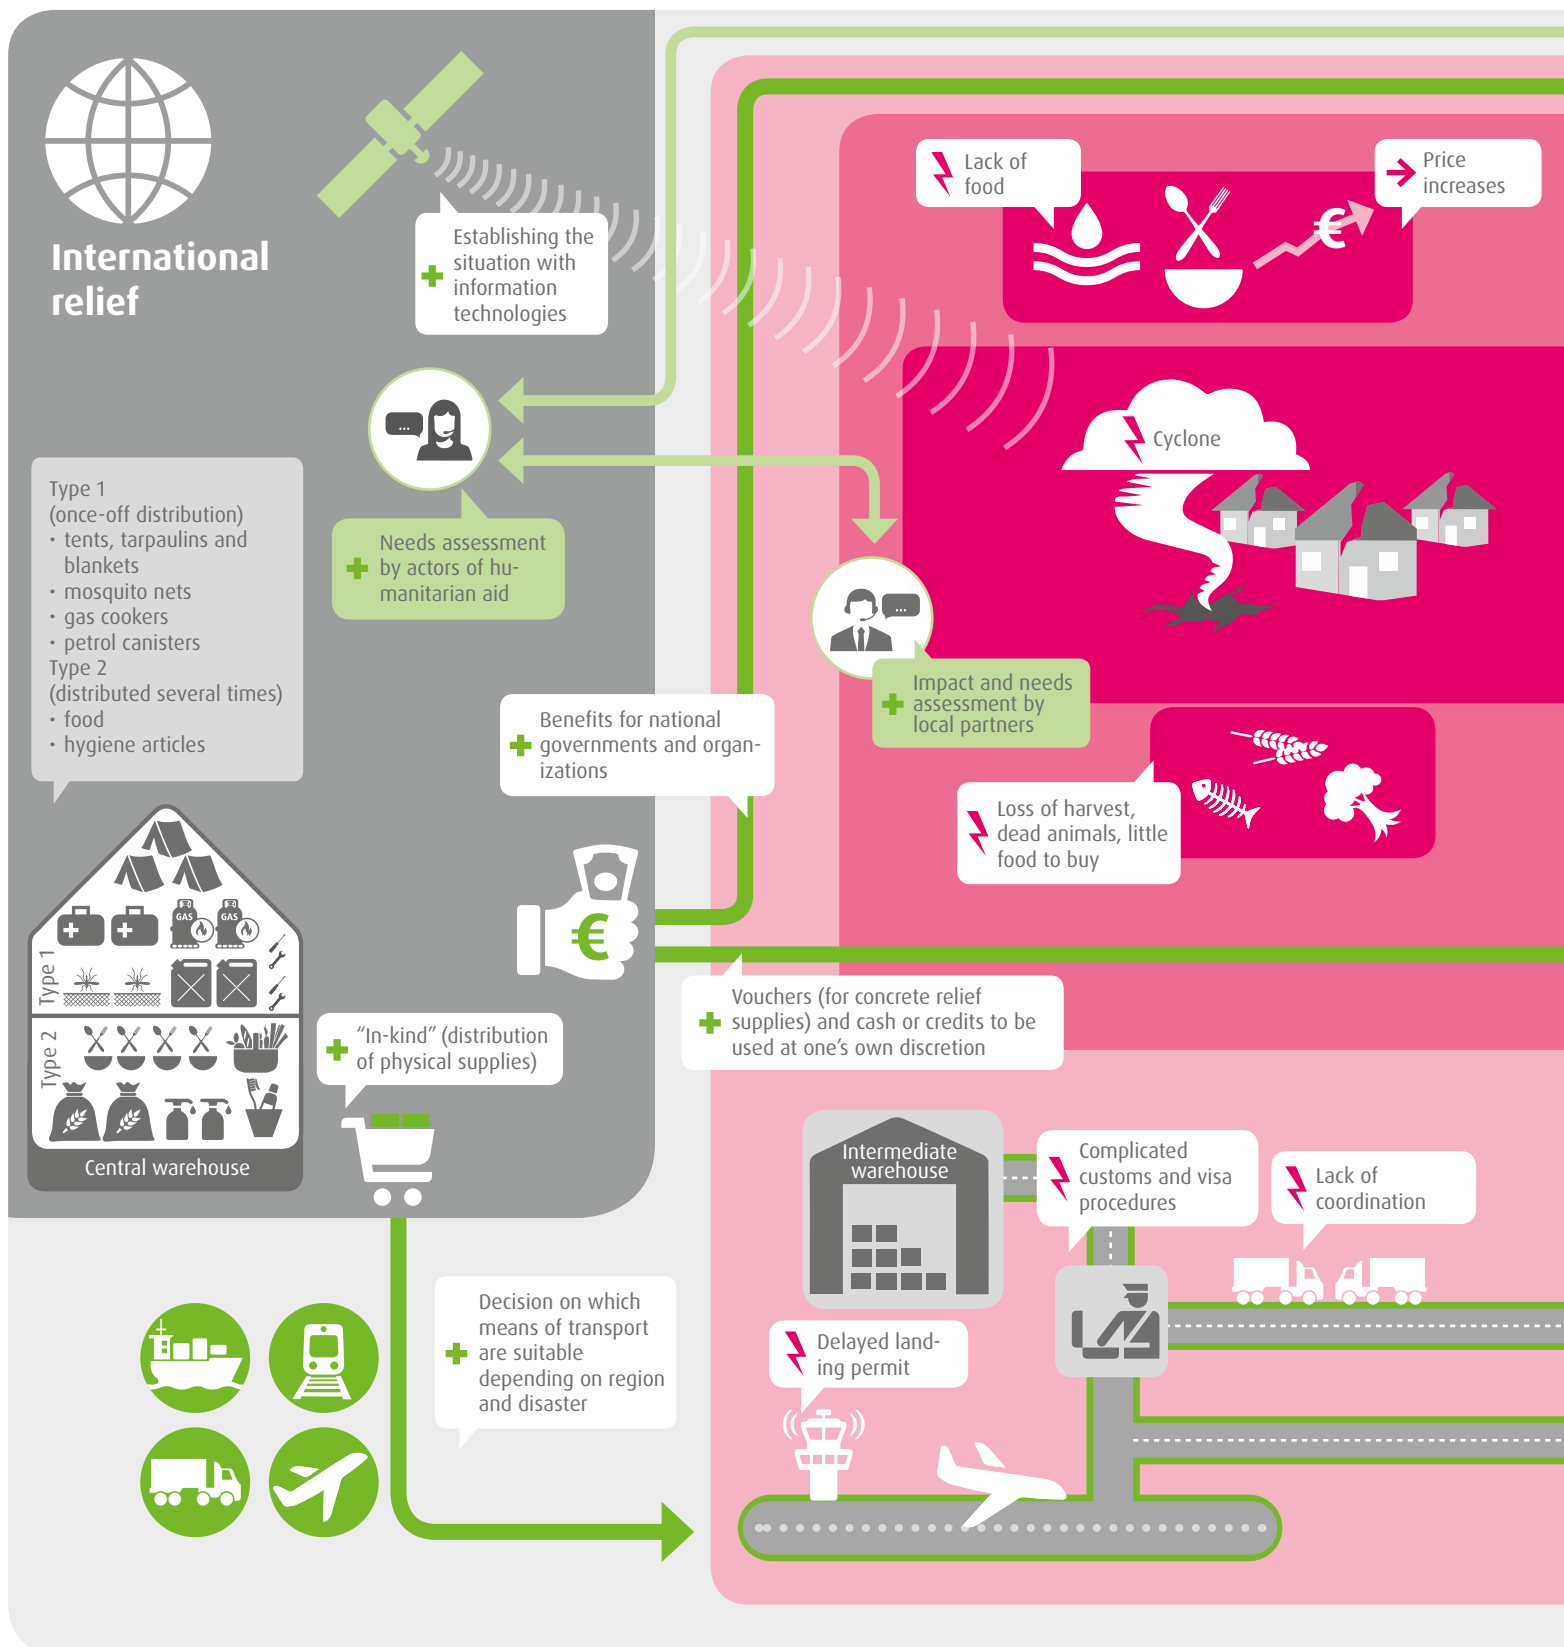 International
relief
Establishing the
situation with
information
technologies
Lack of
food
€
Price
increases
Cyclone
...
Needs assessment
by actors of hu-
manitarian aid
Type 1
(once-off distribution)
• tents, tarpaulins and
blankets
• mosquito nets
• gas cookers
• petrol canisters
Type 2
(distributed several times)
• food
• hygiene articles
...
Impact and needs
assessment by
local partners
Benefits for national
governments and organ-
izations
Loss of harvest,
dead animals, little
food to buy
€
GAS
GAS
Type 1
Type 2
Central warehouse
"In-kind" (distribution
of physical supplies)
Vouchers (for concrete relief
supplies) and cash or credits to be
used at one's own discretion
Intermediate
warehouse
Complicated
customs and visa
procedures
Lack of
coordination
Decision on which
means of transport
are suitable
depending on region
and disaster
Delayed land-
ing permit